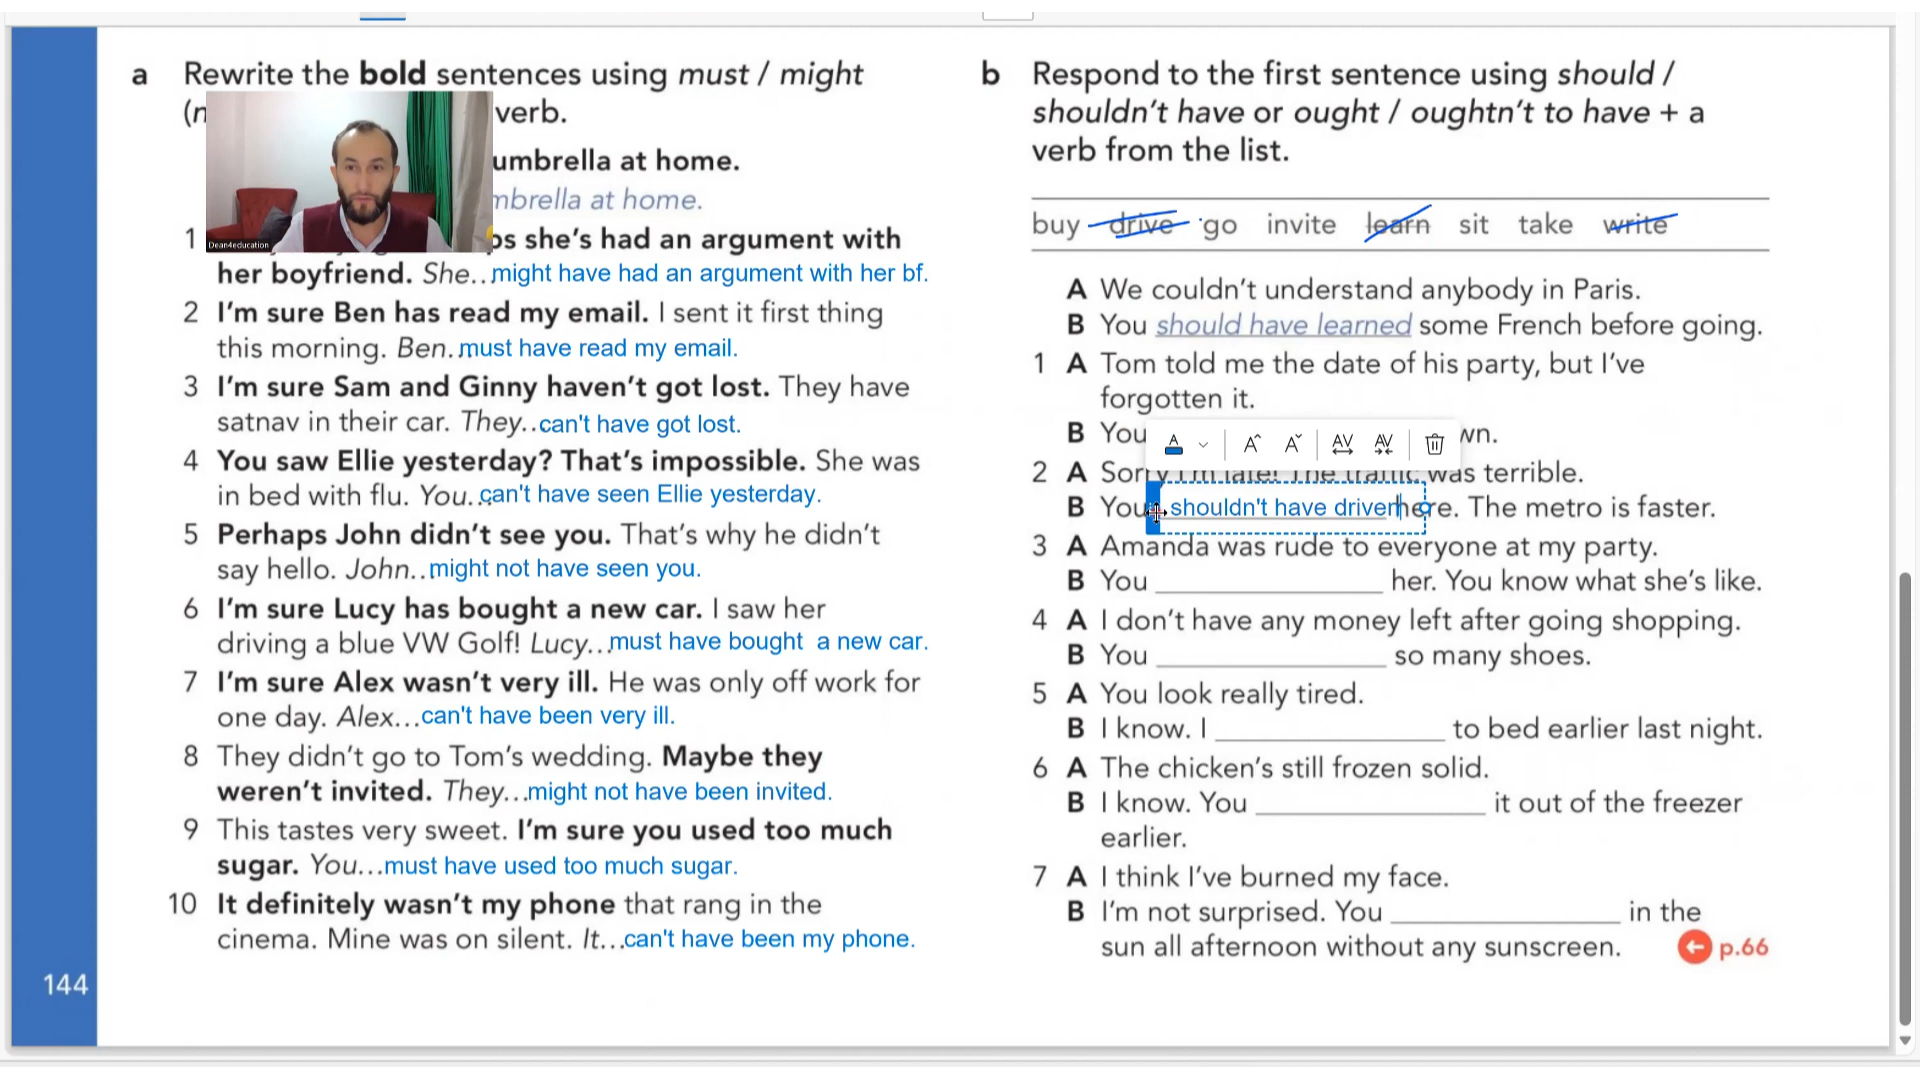 a Rewrite the bold sentences using must / might
verb.
umbrella at home.
mbrella at home.
Dean4education
1 ps she's had an argument with
her boyfriend. She...might have had an argument with her bf.
2 I'm sure Ben has read my email. I sent it first thing
this morning. Ben...must have read my email.
3 I'm sure Sam and Ginny haven't got lost. They have
satnav in their car. They...can't have got lost.
4 You saw Ellie yesterday? That's impossible. She was
in bed with flu. You...can't have seen Ellie yesterday.
5 Perhaps John didn't see you. That's why he didn't
say hello. John...might not have seen you.
6 I'm sure Lucy has bought a new car. I saw her
driving a blue VW Golf! Lucy...must have bought a new car.
7 I'm sure Alex wasn't very ill. He was only off work for
one day. Alex...can't have been very ill.
8 They didn't go to Tom's wedding. Maybe they
weren't invited. They...might not have been invited.
9 This tastes very sweet. I'm sure you used too much
sugar. You...must have used too much sugar.
10 It definitely wasn't my phone that rang in the
cinema. Mine was on silent. It...can't have been my phone.
144
b Respond to the first sentence using should /
shouldn't have or ought / oughtn't to have + a
verb from the list.
buy drive go invite learn sit take write
A We couldn't understand anybody in Paris.
B You should have learned some French before going.
1 A Tom told me the date of his party, but I've
forgotten it.
B You wn.
2 A Sorry I'm late! The traffic was terrible.
B You shouldn't have driven here. The metro is faster.
3 A Amanda was rude to everyone at my party.
B You ______ her. You know what she's like.
4 A I don't have any money left after going shopping.
B You ______ so many shoes.
5 A You look really tired.
B I know. I ______ to bed earlier last night.
6 A The chicken's still frozen solid.
B I know. You ______ it out of the freezer
earlier.
7 A I think I've burned my face.
B I'm not surprised. You ______ in the
sun all afternoon without any sunscreen.
p.66